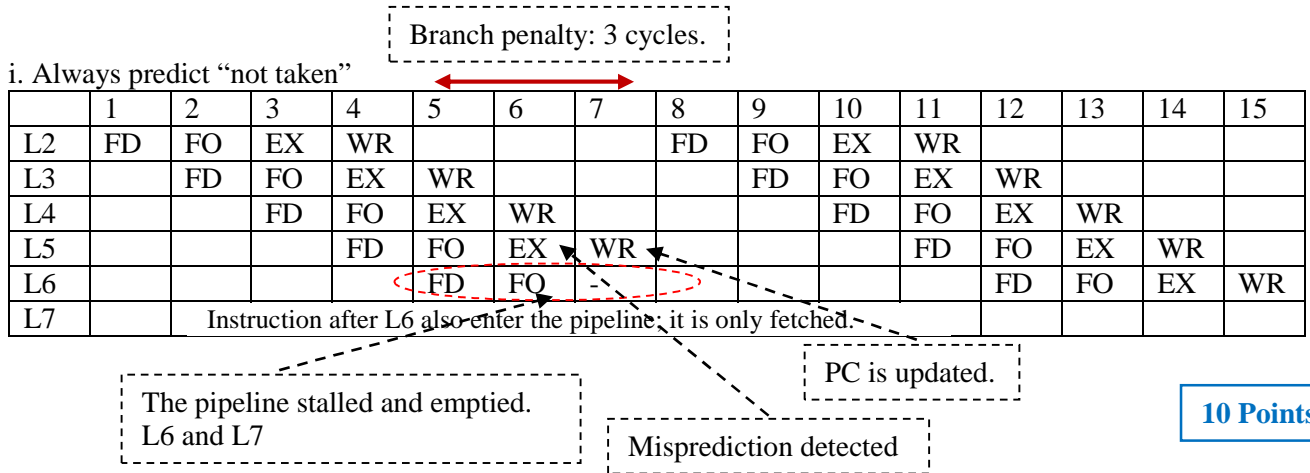 Branch penalty: 3 cycles.
i. Always predict “not taken”
1 2 3 4 5 6 7 8 9 10 11 12 13 14 15
L2 FD FO EX WR FD FO EX WR
L3 FD FO EX WR FD FO EX WR
L4 FD FO EX WR FD FO EX WR
L5 FD FO EX WR FD FO EX WR
L6 FD FO - FD FO EX WR
L7 Instruction after L6 also enter the pipeline; it is only fetched.
PC is updated.
The pipeline stalled and emptied.
L6 and L7
10 Points
Misprediction detected